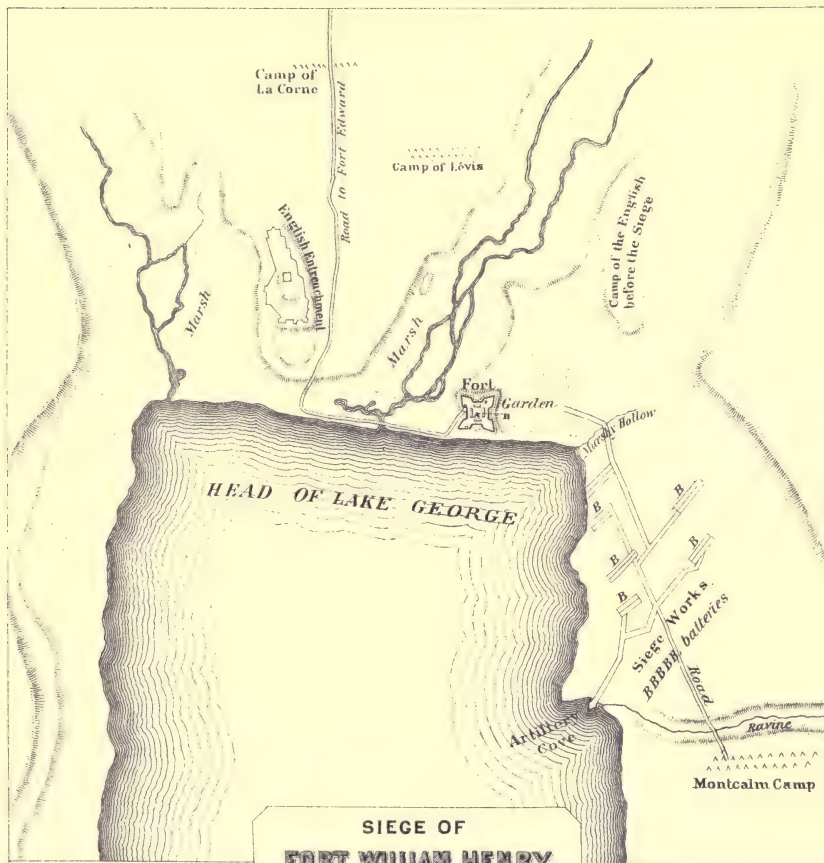 Camp of
La Corne
Road to Fort Edward
Camp of Lévis
English Entrenchment
Camp of the English
before the Siege
Marsh
Marsh
Fort
Garden
A
B
Marshy Hollow
HEAD OF LAKE GEORGE
B
B
B
B
B
Siege Works
BBBBB, batteries
Road
Artillery
Cove
Ravine
Montcalm Camp
SIEGE OF
FORT WILLIAM HENRY